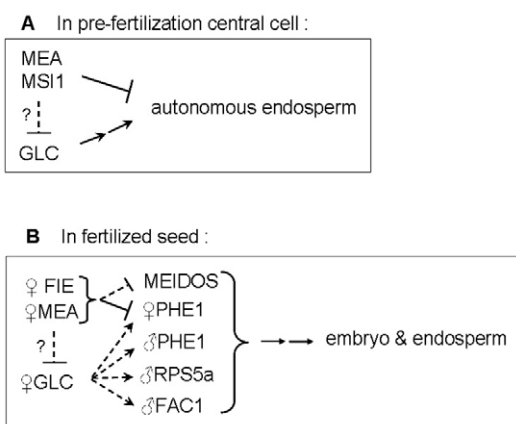 A In pre-fertilization central cell :
MEA
MSI1
autonomous endosperm
?
GLC
B In fertilized seed :
♀ FIE
MEIDOS
♀MEA
♀PHE1
?
♂PHE1
embryo & endosperm
♀GLC
♂RPS5a
♂FAC1